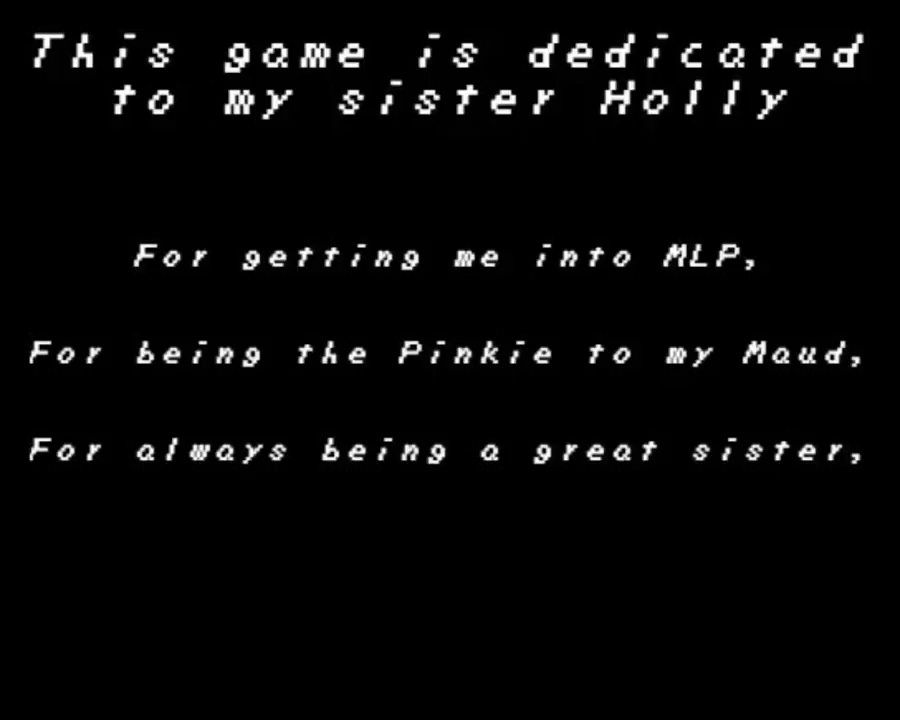 This game is dedicated
to my sister Holly
For getting me into MLP,
For being the Pinkie to my Maud,
For always being a great sister,